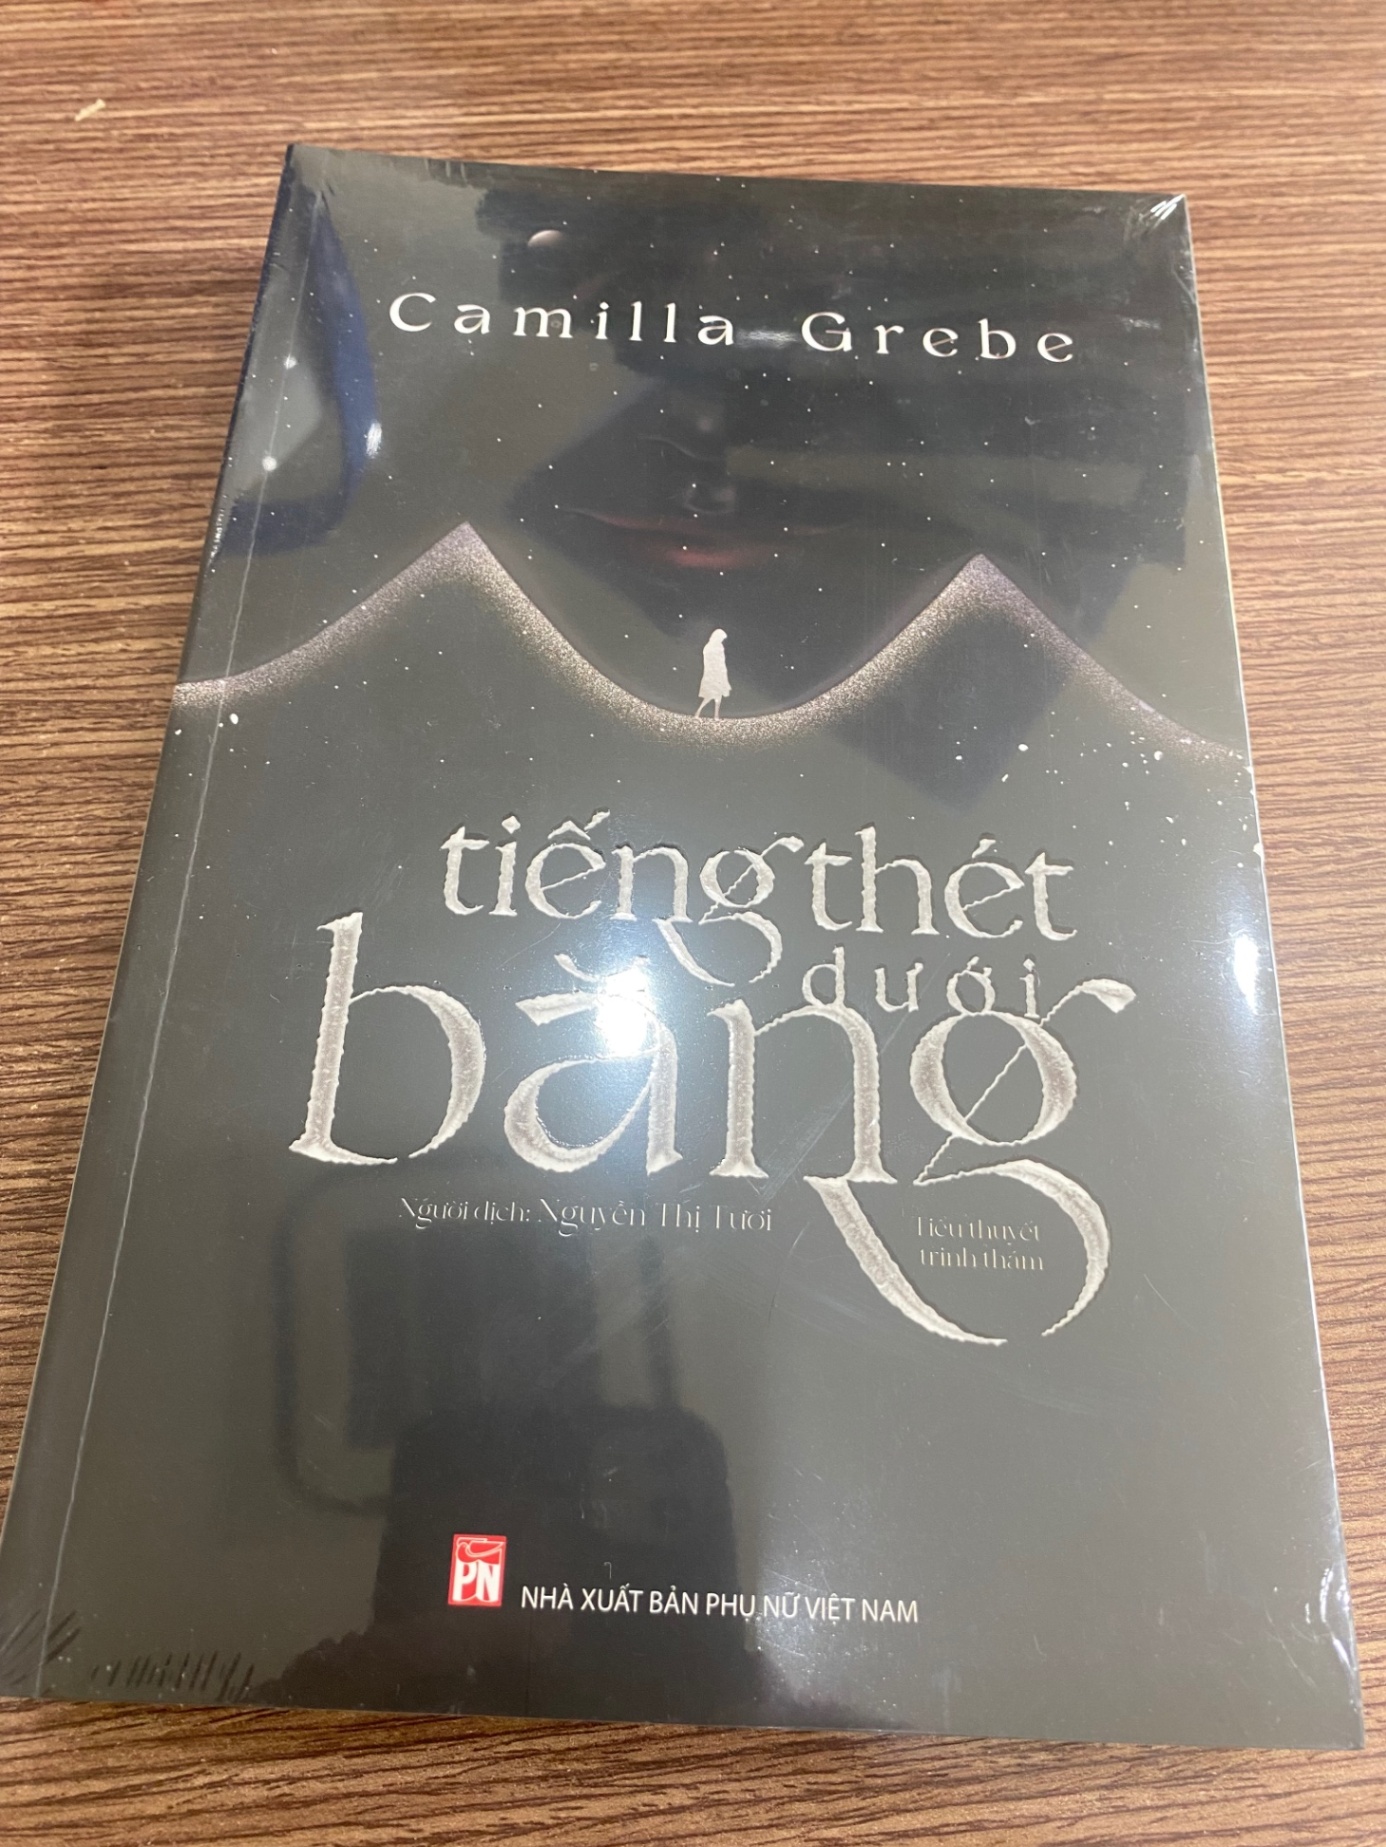 Camilla Grebe
tiếng thét
dưới
băng
Người dịch: Nguyễn Thị Tươi
Tiểu thuyết
trinh thám
PN
NHÀ XUẤT BẢN PHỤ NỮ VIỆT NAM